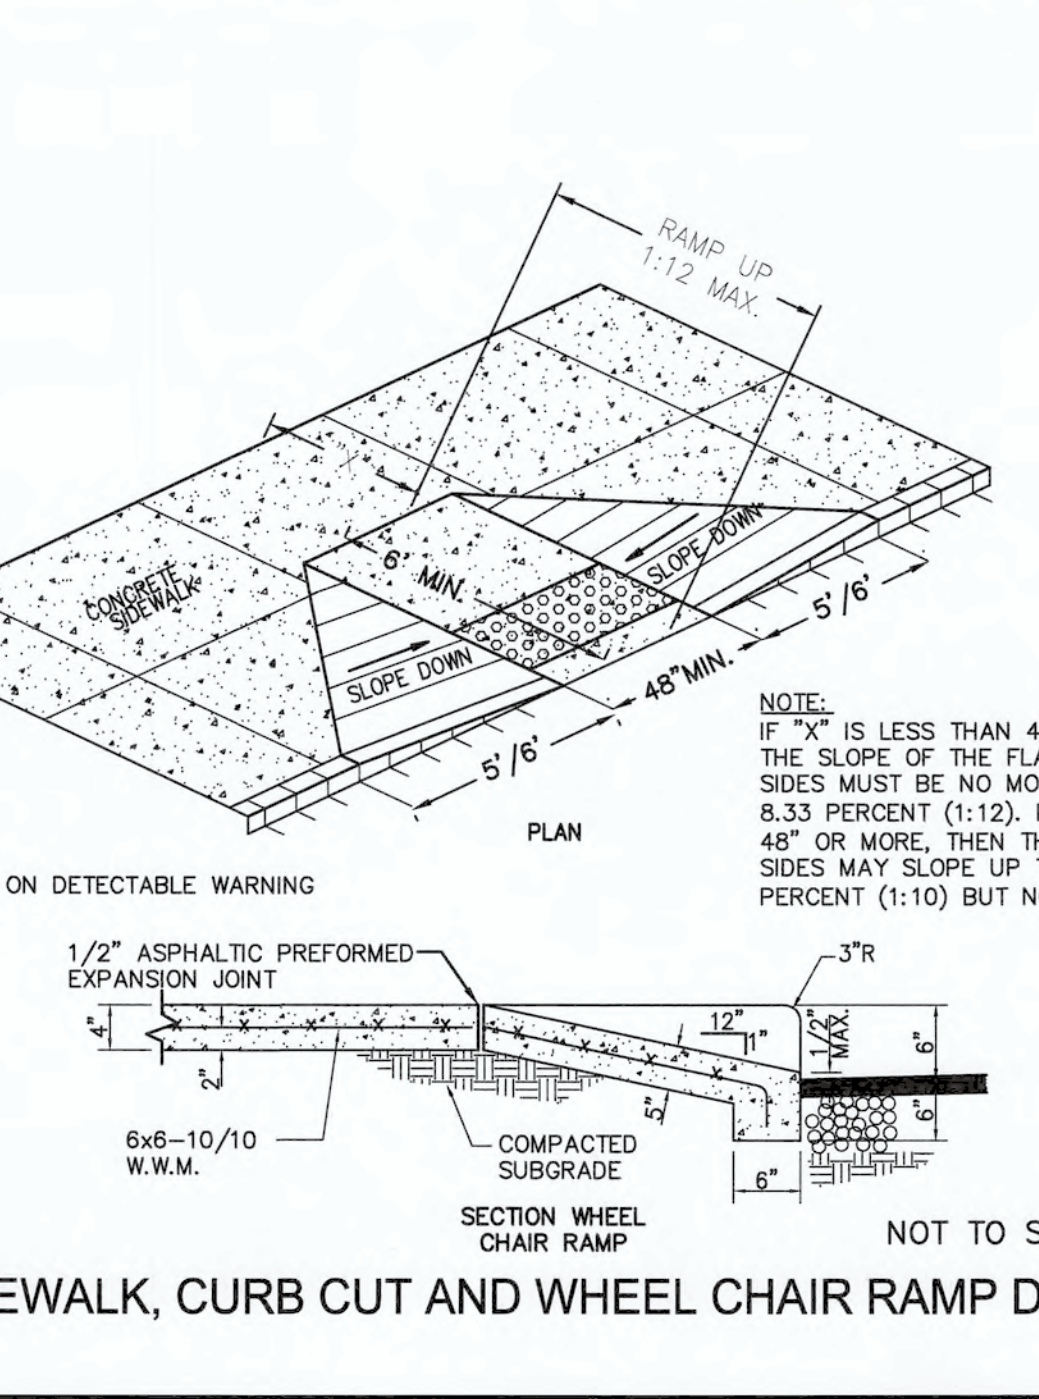 RAMP UP
1:12 MAX.
"X"
6' MIN.
SLOPE DOWN
CONCRETE
SIDEWALK
SLOPE DOWN
5'/6'
48"MIN.
5'/6'
PLAN
NOTE:
IF "X" IS LESS THAN 4
THE SLOPE OF THE FLA
SIDES MUST BE NO MO
8.33 PERCENT (1:12).
48" OR MORE, THEN TH
SIDES MAY SLOPE UP
PERCENT (1:10) BUT N
ON DETECTABLE WARNING
1/2" ASPHALTIC PREFORMED
EXPANSION JOINT
3"R
4"
2"
12"
1"
1/2"
MAX.
6"
6"
5"
6x6-10/10
W.W.M.
COMPACTED
SUBGRADE
6"
SECTION WHEEL
CHAIR RAMP
NOT TO S
EWALK, CURB CUT AND WHEEL CHAIR RAMP D